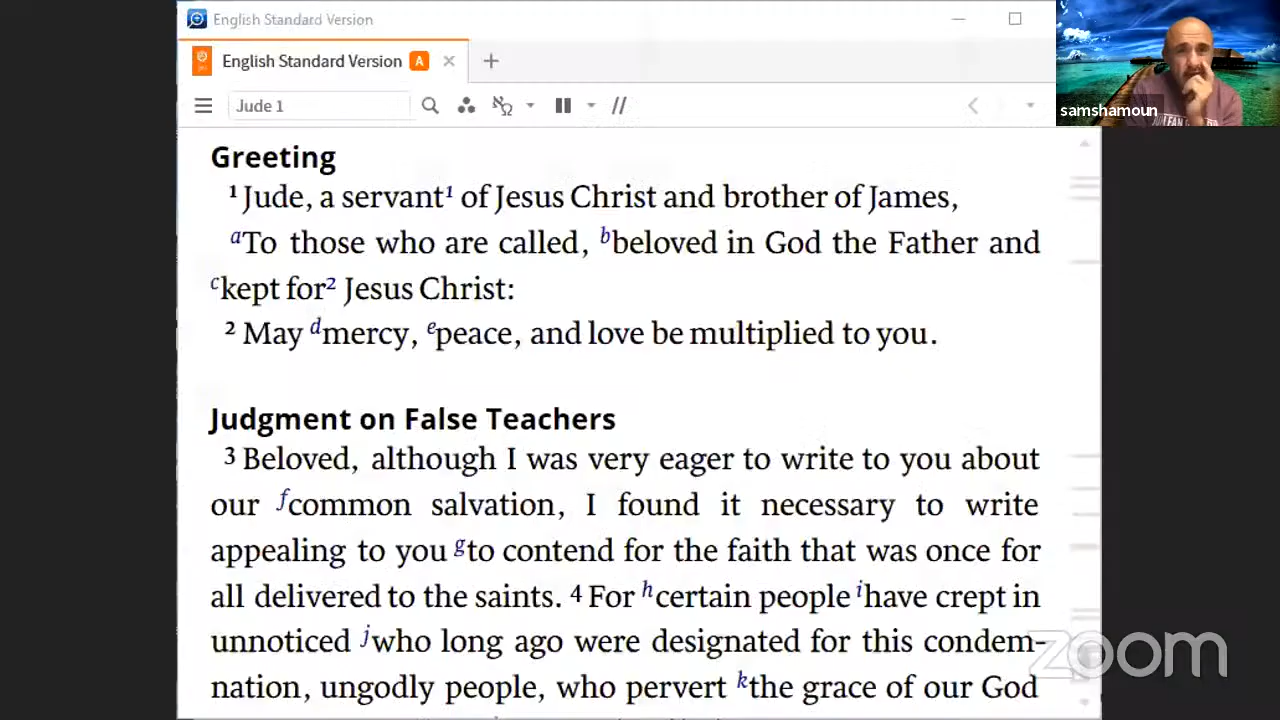 English Standard Version
English Standard Version A
Jude 1
samshamoun
Greeting
1 Jude, a servant1 of Jesus Christ and brother of James,
aTo those who are called, bbeloved in God the Father and
ckept for2 Jesus Christ:
2 May dmercy, epeace, and love be multiplied to you.
Judgment on False Teachers
3 Beloved, although I was very eager to write to you about
our fcommon salvation, I found it necessary to write
appealing to you gto contend for the faith that was once for
all delivered to the saints. 4 For hcertain people ihave crept in
unnoticed jwho long ago were designated for this condem-
nation, ungodly people, who pervert kthe grace of our God
zoom